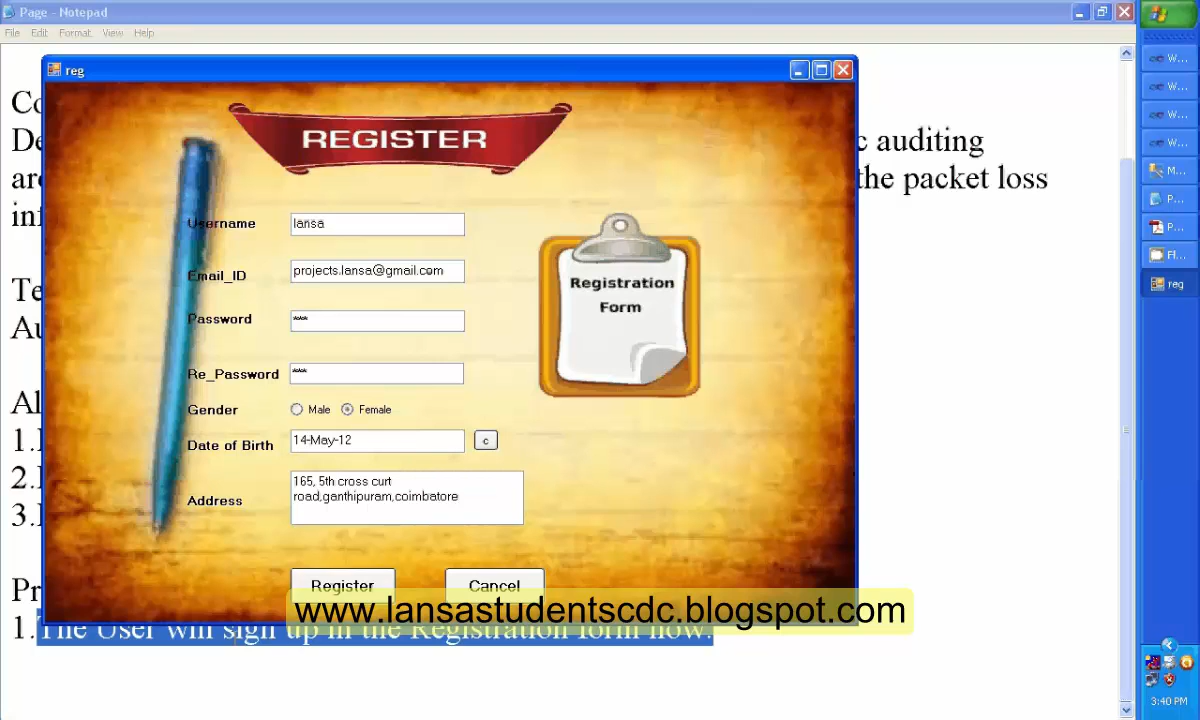 Page - Notepad
File Edit Format View Help
reg
REGISTER
c auditing
the packet loss
Username lansa
Email_ID projects.lansa@gmail.com
Password ***
Re_Password ***
Gender Male Female
Date of Birth 14-May-12 c
Address 165, 5th cross curt
road,ganthipuram,coimbatore
Registration
Form
Register Cancel
www.lansastudentscdc.blogspot.com
1.The User will sign up in the Registration form now.
W...
W...
W...
W...
M...
P...
P...
Fl...
reg
3:40 PM